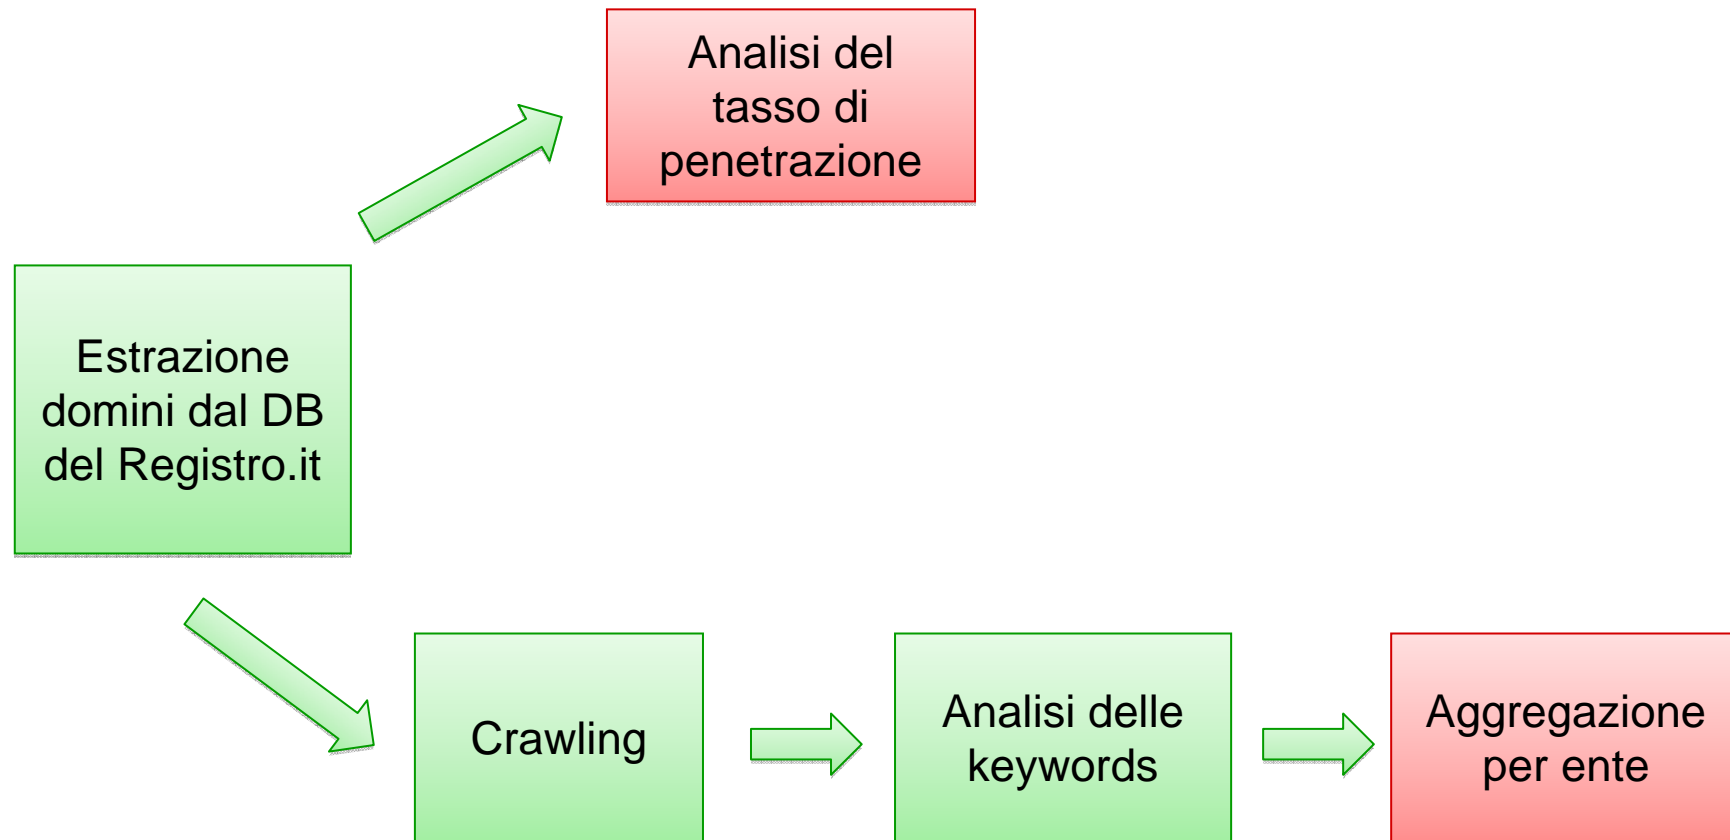 Analisi del
tasso di
penetrazione
Estrazione
domini dal DB
del Registro.it
Crawling
Analisi delle
keywords
Aggregazione
per ente